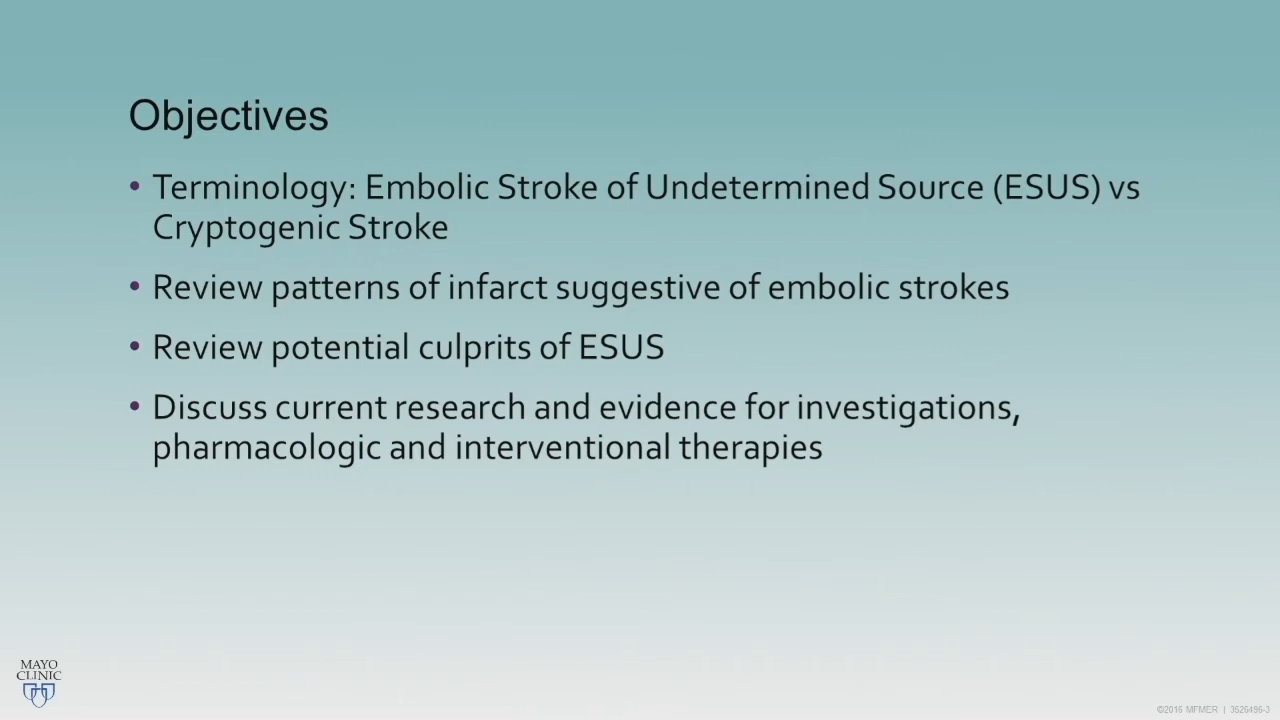 Objectives
• Terminology: Embolic Stroke of Undetermined Source (ESUS) vs
Cryptogenic Stroke
• Review patterns of infarct suggestive of embolic strokes
• Review potential culprits of ESUS
• Discuss current research and evidence for investigations,
pharmacologic and interventional therapies
MAYO
CLINIC
©2016 MFMER | 3526496-3